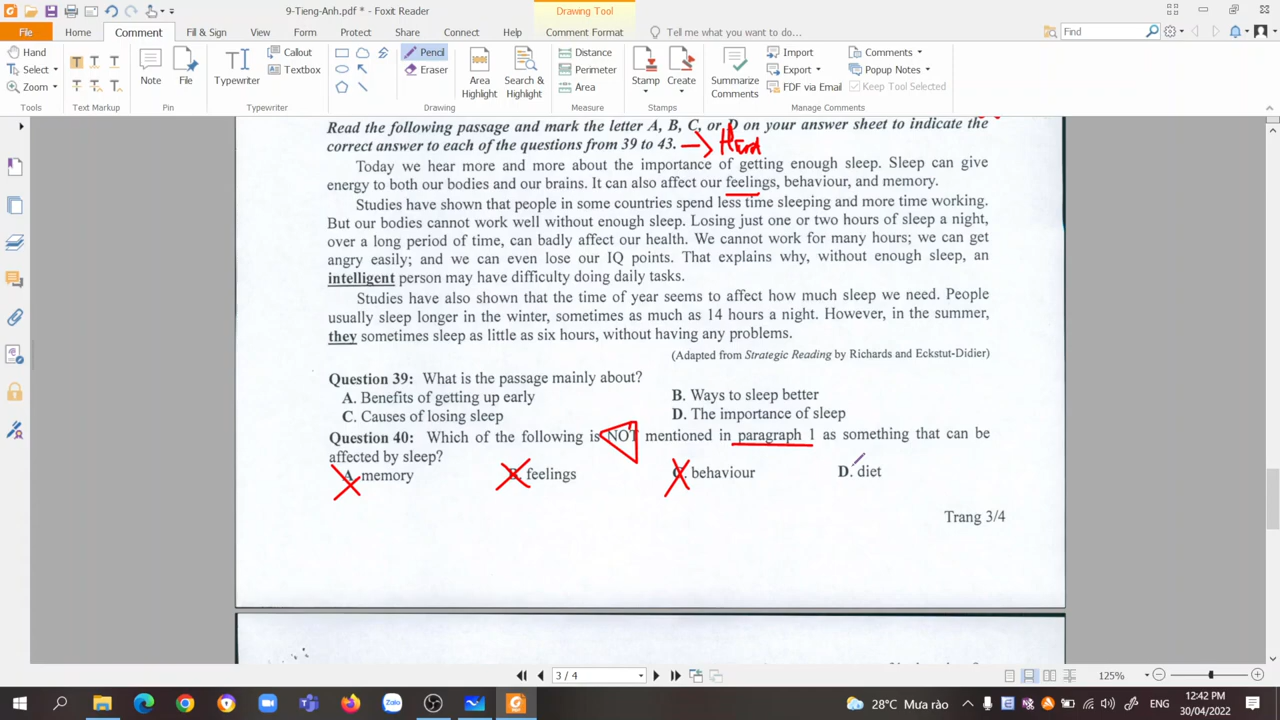 9-Tieng-Anh.pdf * - Foxit Reader
Drawing Tool
File
Home
Comment
Fill & Sign
View
Form
Protect
Share
Connect
Help
Comment Format
Tell me what you want to do...
Find
Hand
Select
Zoom
Tools
Text Markup
Note
File
Pin
Typewriter
Callout
Textbox
Typewriter
Pencil
Eraser
Drawing
Area Highlight
Search & Highlight
Distance
Perimeter
Area
Measure
Stamp
Create
Stamps
Summarize Comments
Import
Export
FDF via Email
Comments
Popup Notes
Keep Tool Selected
Manage Comments
Read the following passage and mark the letter A, B, C, or D on your answer sheet to indicate the
correct answer to each of the questions from 39 to 43.
Today we hear more and more about the importance of getting enough sleep. Sleep can give
energy to both our bodies and our brains. It can also affect our feelings, behaviour, and memory.
Studies have shown that people in some countries spend less time sleeping and more time working.
But our bodies cannot work well without enough sleep. Losing just one or two hours of sleep a night,
over a long period of time, can badly affect our health. We cannot work for many hours; we can get
angry easily; and we can even lose our IQ points. That explains why, without enough sleep, an
intelligent person may have difficulty doing daily tasks.
Studies have also shown that the time of year seems to affect how much sleep we need. People
usually sleep longer in the winter, sometimes as much as 14 hours a night. However, in the summer,
they sometimes sleep as little as six hours, without having any problems.
(Adapted from Strategic Reading by Richards and Eckstut-Didier)
Question 39: What is the passage mainly about?
A. Benefits of getting up early
B. Ways to sleep better
C. Causes of losing sleep
D. The importance of sleep
Question 40: Which of the following is NOT mentioned in paragraph 1 as something that can be
affected by sleep?
A. memory
B. feelings
C. behaviour
D. diet
Trang 3/4
3 / 4
125%
Zalo
28°C Mưa rào
ENG
12:42 PM
30/04/2022